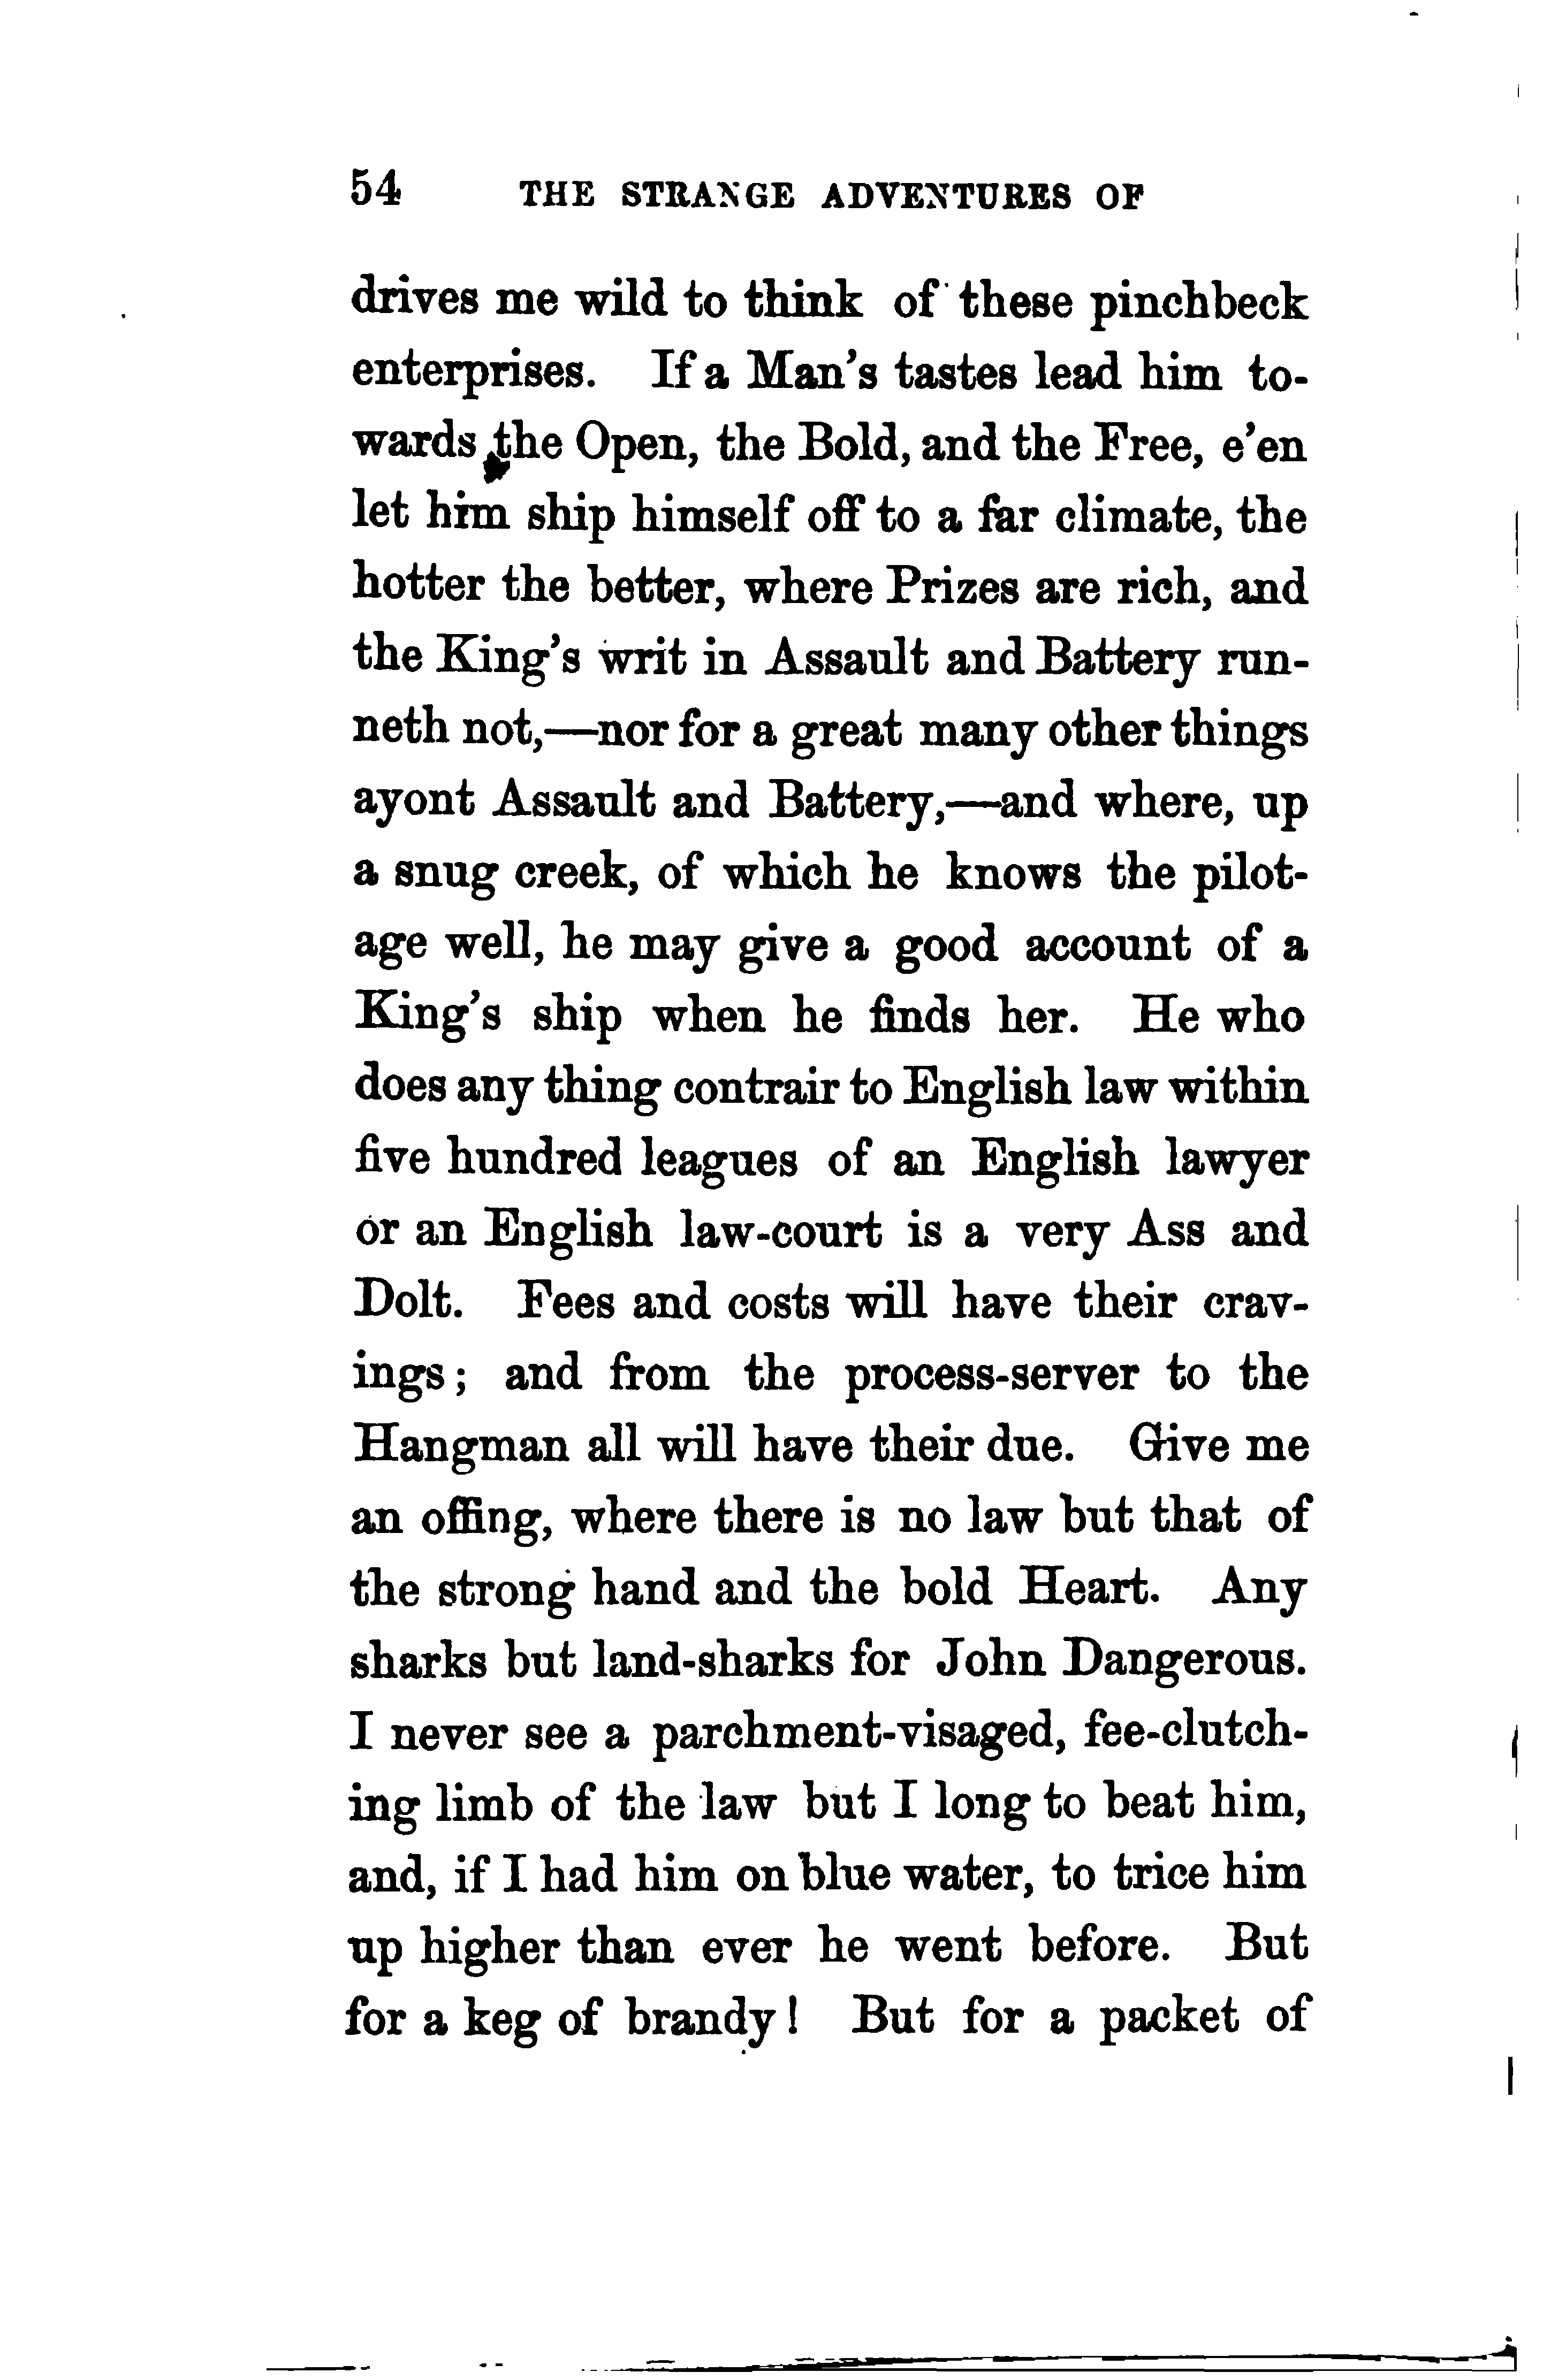 54 THE STRANGE ADVENTURES OF
drives me wild to think of these pinchbeck
enterprises. If a Man's tastes lead him to-
wards the Open, the Bold, and the Free, e'en
let him ship himself off to a far climate, the
hotter the better, where Prizes are rich, and
the King's writ in Assault and Battery run-
neth not,—nor for a great many other things
ayont Assault and Battery,—and where, up
a snug creek, of which he knows the pilot-
age well, he may give a good account of a
King's ship when he finds her. He who
does any thing contrair to English law within
five hundred leagues of an English lawyer
or an English law-court is a very Ass and
Dolt. Fees and costs will have their crav-
ings; and from the process-server to the
Hangman all will have their due. Give me
an offing, where there is no law but that of
the strong hand and the bold Heart. Any
sharks but land-sharks for John Dangerous.
I never see a parchment-visaged, fee-clutch-
ing limb of the law but I long to beat him,
and, if I had him on blue water, to trice him
up higher than ever he went before. But
for a keg of brandy! But for a packet of